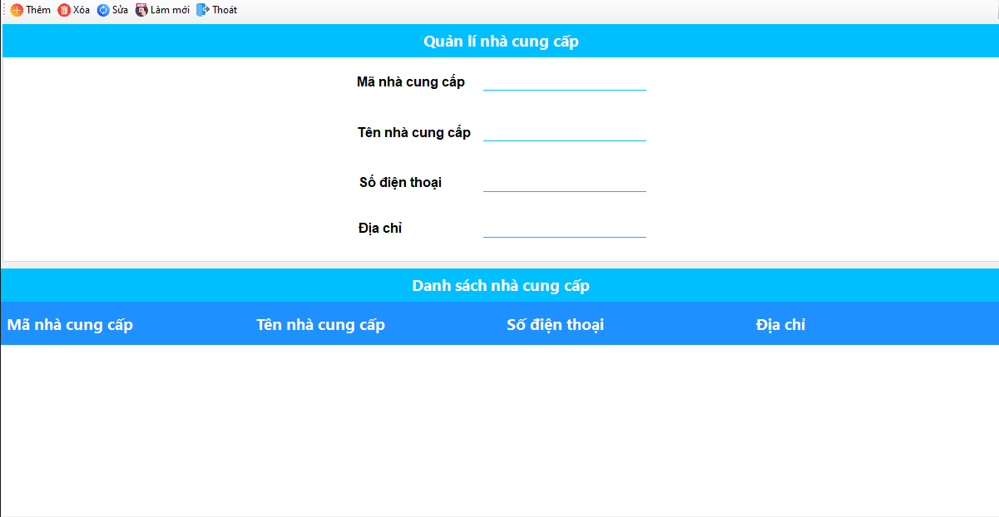 Thêm Xóa Sửa Làm mới Thoát
Quản lí nhà cung cấp
Mã nhà cung cấp
Tên nhà cung cấp
Số điện thoại
Địa chỉ
Danh sách nhà cung cấp
Mã nhà cung cấp Tên nhà cung cấp Số điện thoại Địa chỉ